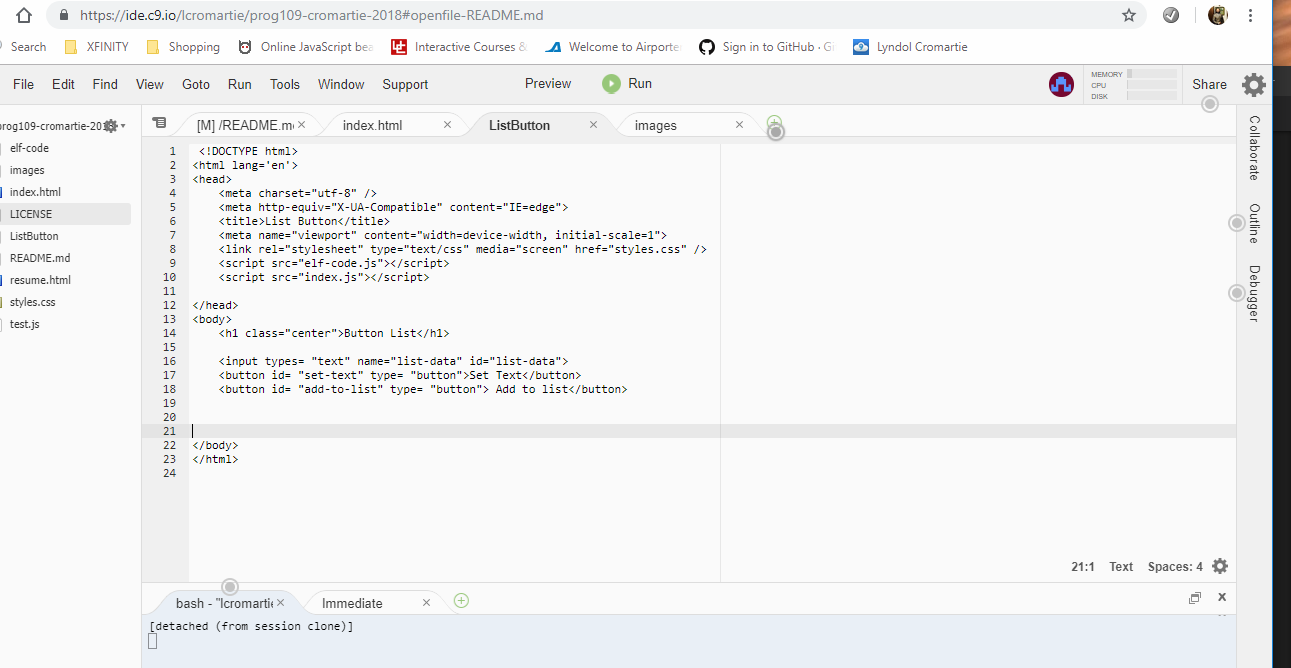 https://ide.c9.io/lcromartie/prog109-cromartie-2018#openfile-README.md
Search XFINITY Shopping Online JavaScript bea Interactive Courses & Welcome to Airporte Sign in to GitHub · G Lyndol Cromartie
File Edit Find View Goto Run Tools Window Support Preview Run MEMORY CPU DISK Share
rog109-cromartie-201
elf-code
images
index.html
LICENSE
ListButton
README.md
resume.html
styles.css
test.js
[M] /README.m × index.html × ListButton × images ×
1 <!DOCTYPE html>
2 <html lang='en'>
3 <head>
4 <meta charset="utf-8" />
5 <meta http-equiv="X-UA-Compatible" content="IE=edge">
6 <title>List Button</title>
7 <meta name="viewport" content="width=device-width, initial-scale=1">
8 <link rel="stylesheet" type="text/css" media="screen" href="styles.css" />
9 <script src="elf-code.js"></script>
10 <script src="index.js"></script>
11
12 </head>
13 <body>
14 <h1 class="center">Button List</h1>
15
16 <input types= "text" name="list-data" id="list-data">
17 <button id= "set-text" type= "button">Set Text</button>
18 <button id= "add-to-list" type= "button"> Add to list</button>
19
20
21
22 </body>
23 </html>
24
Collaborate
Outline
Debugger
21:1 Text Spaces: 4
bash - "lcromartie × Immediate ×
[detached (from session clone)]